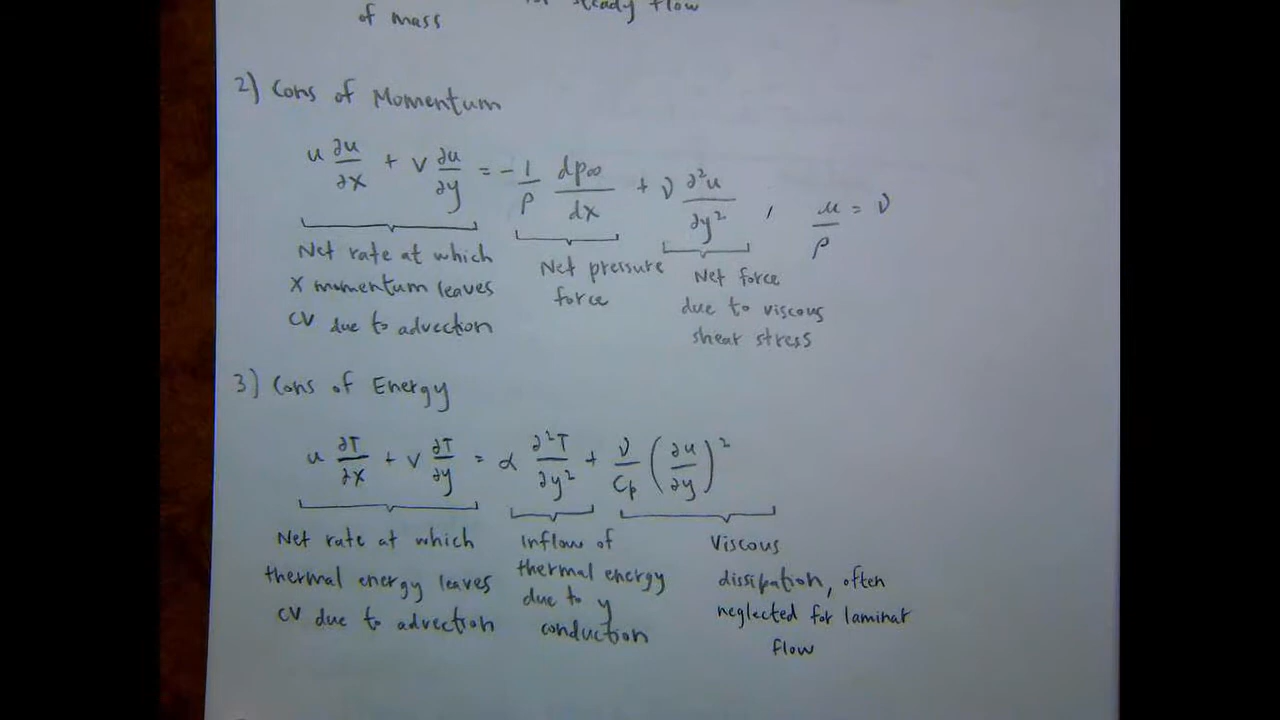 for steady flow
of mass
2) Cons of Momentum
u ∂u/∂x + v ∂u/∂y = -1/ρ dp∞/dx + ν ∂²u/∂y² , μ/ρ = ν
Net rate at which
x momentum leaves
CV due to advection
Net pressure
force
Net force
due to viscous
shear stress
3) Cons of Energy
u ∂T/∂x + v ∂T/∂y = α ∂²T/∂y² + ν/Cp (∂u/∂y)²
Net rate at which
thermal energy leaves
CV due to advection
Inflow of
thermal energy
due to y
conduction
Viscous
dissipation, often
neglected for laminar
flow